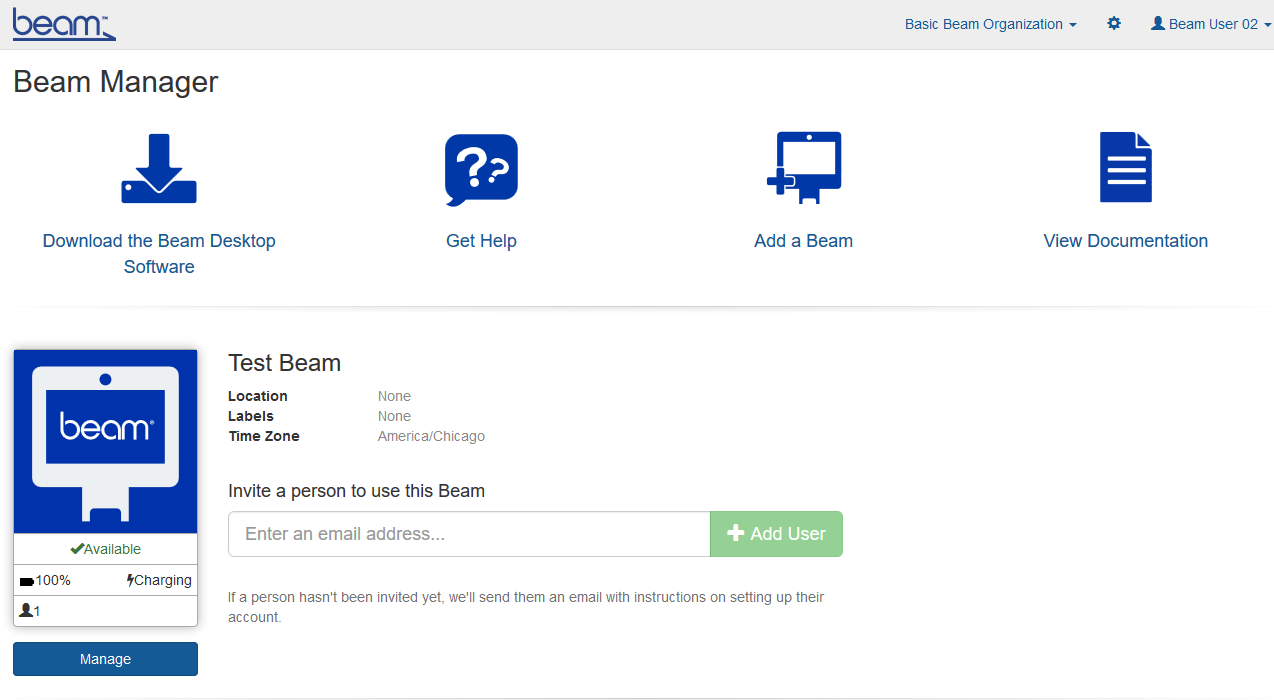 beam™
Basic Beam Organization
Beam User 02
Beam Manager
Download the Beam Desktop
Software
Get Help
Add a Beam
View Documentation
Test Beam
Location None
Labels None
Time Zone America/Chicago
beam®
Invite a person to use this Beam
Enter an email address...
Add User
Available
100% Charging
1
If a person hasn't been invited yet, we'll send them an email with instructions on setting up their
account.
Manage